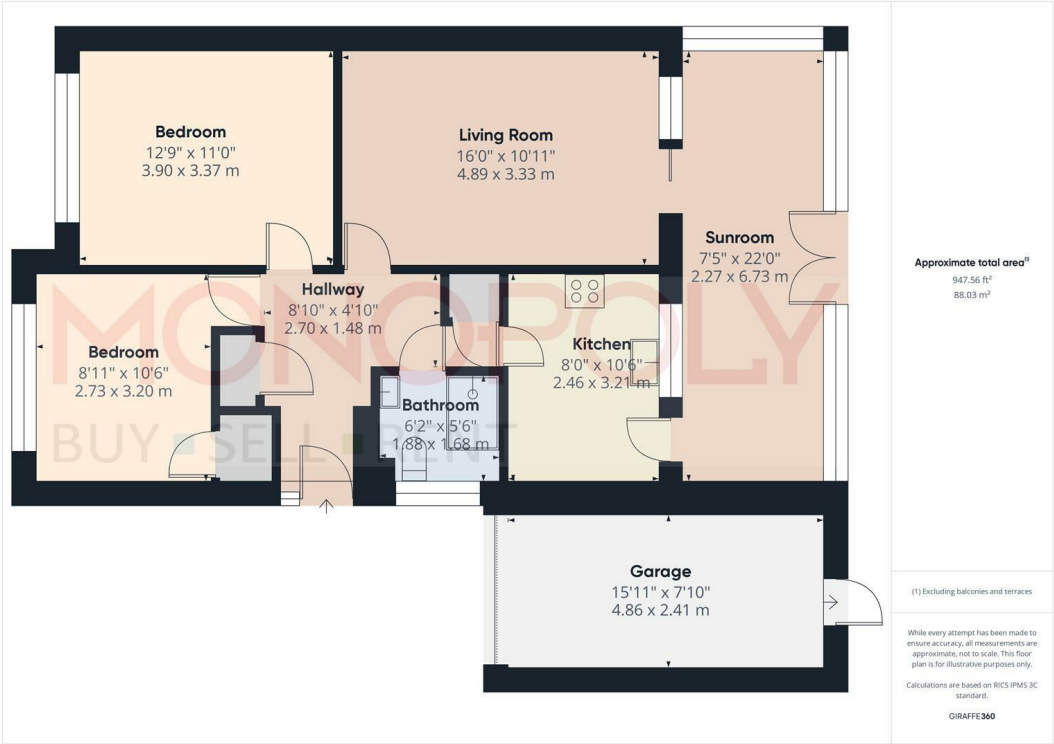 Bedroom
12'9" x 11'0"
3.90 x 3.37 m
Living Room
16'0" x 10'11"
4.89 x 3.33 m
Sunroom
7'5" x 22'0"
2.27 x 6.73 m
Hallway
8'10" x 4'10"
2.70 x 1.48 m
Bedroom
8'11" x 10'6"
2.73 x 3.20 m
Kitchen
8'0" x 10'6"
2.46 x 3.21 m
Bathroom
6'2" x 5'6"
1.88 x 1.68 m
MONOPOLY
BUY SELL RENT
Garage
15'11" x 7'10"
4.86 x 2.41 m
Approximate total area(1)
947.56 ft²
88.03 m²
(1) Excluding balconies and terraces
While every attempt has been made to
ensure accuracy, all measurements are
approximate, not to scale. This floor
plan is for illustrative purposes only.
Calculations are based on RICS IPMS 3C
standard.
GIRAFFE360